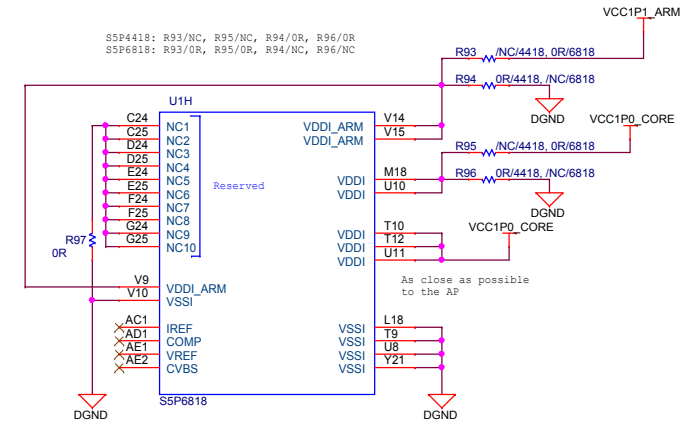 VCC1P1_ARM
S5P4418: R93/NC, R95/NC, R94/0R, R96/0R
S5P6818: R93/0R, R95/0R, R94/NC, R96/NC
R93 /NC/4418, 0R/6818
R94 0R/4418, /NC/6818
DGND
U1H
VCC1P0_CORE
C24 NC1
C25 NC2
D24 NC3
D25 NC4
E24 NC5
E25 NC6
F24 NC7
F25 NC8
G24 NC9
G25 NC10
Reserved
VDDI_ARM V14
VDDI_ARM V15
R95 /NC/4418, 0R/6818
VDDI M18
VDDI U10
R96 0R/4418, /NC/6818
DGND
VCC1P0_CORE
R97
0R
VDDI T10
VDDI T12
VDDI U11
As close as possible
to the AP
V9 VDDI_ARM
V10 VSSI
AC1 IREF
AD1 COMP
AE1 VREF
AE2 CVBS
VSSI L18
VSSI T9
VSSI U8
VSSI Y21
S5P6818
DGND
DGND